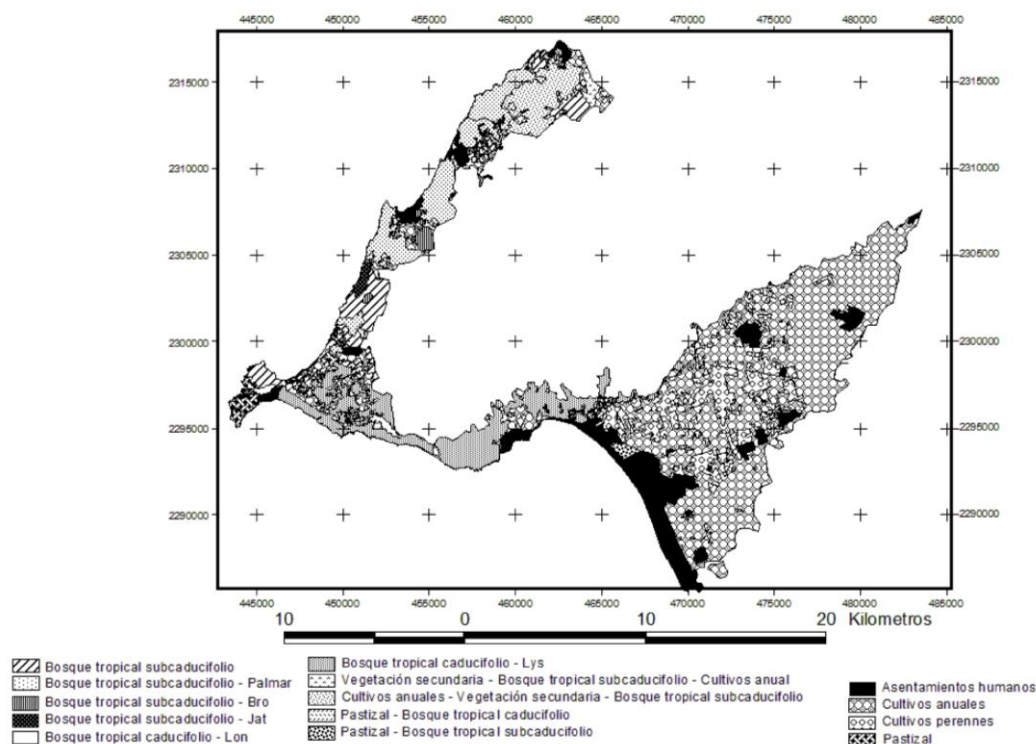 445000 450000 455000 460000 465000 470000 475000 480000 485000
2315000 2315000
2310000 2310000
2305000 2305000
2300000 2300000
2295000 2295000
2290000 2290000
445000 450000 455000 460000 465000 470000 475000 480000 485000
10 0 10 20 Kilometros
Bosque tropical subcaducifolio
Bosque tropical subcaducifolio - Palmar
Bosque tropical subcaducifolio - Bro
Bosque tropical subcaducifolio - Jat
Bosque tropical caducifolio - Lon
Bosque tropical caducifolio - Lys
Vegetación secundaria - Bosque tropical subcaducifolio - Cultivos anual
Cultivos anuales - Vegetación secundaria - Bosque tropical subcaducifolio
Pastizal - Bosque tropical caducifolio
Pastizal - Bosque tropical subcaducifolio
Asentamientos humanos
Cultivos anuales
Cultivos perennes
Pastizal